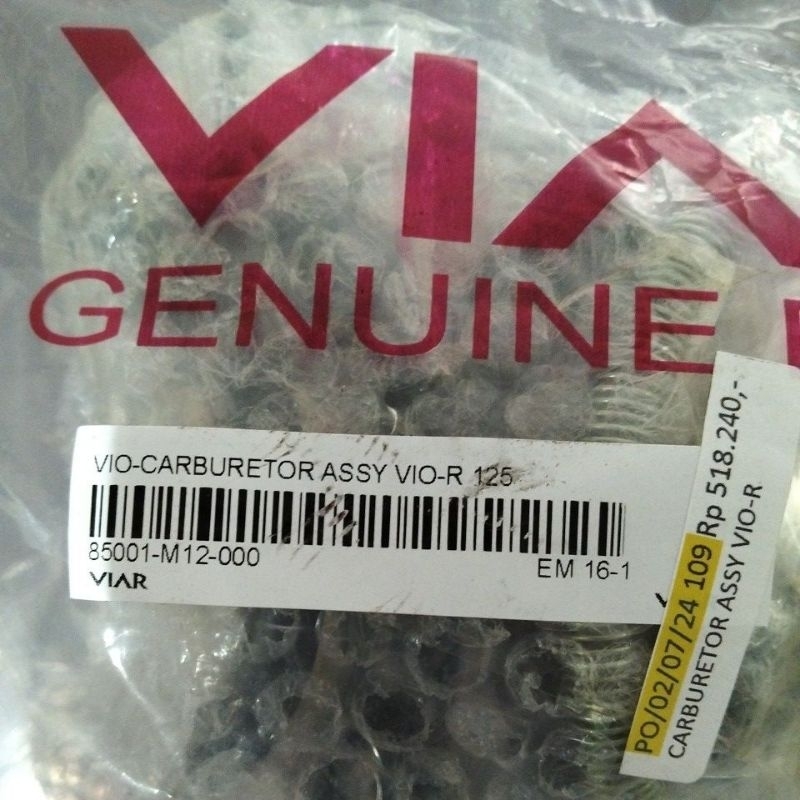 VIA
GENUINE
VIO-CARBURETOR ASSY VIO-R 125
85001-M12-000
EM 16-1
VIAR
PO/02/07/24 109 Rp 518.240,-
CARBURETOR ASSY VIO-R